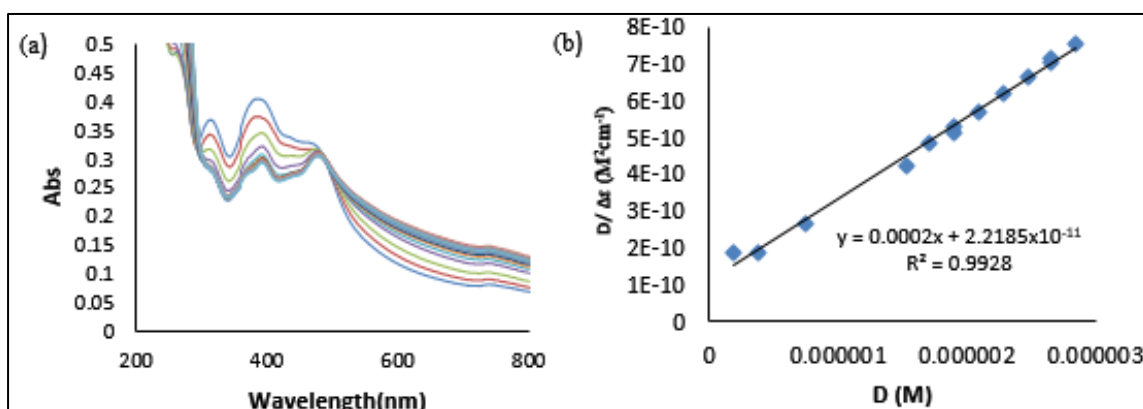 (a)
0.5
0.45
0.4
0.35
0.3
0.25
0.2
0.15
0.1
0.05
0
Abs
200 400 600 800
Wavelength(nm)
(b)
8E-10
7E-10
6E-10
5E-10
4E-10
3E-10
2E-10
1E-10
0
D/ Δε (M²cm⁻¹)
y = 0.0002x + 2.2185x10⁻¹¹
R² = 0.9928
0 0.000001 0.000002 0.000003
D (M)